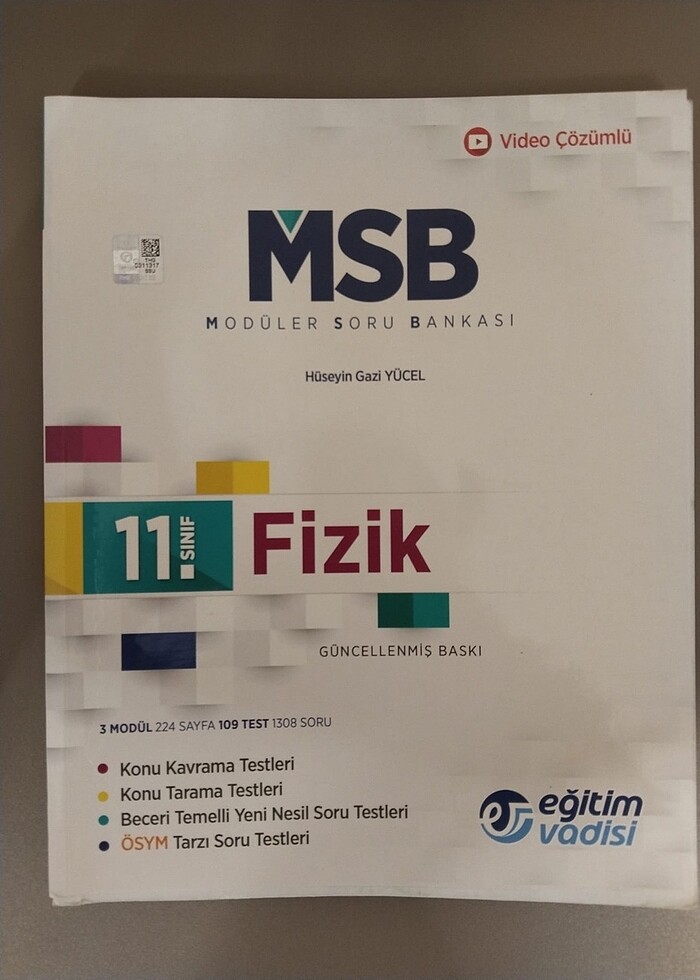 Video Çözümlü
MSB
MODÜLER SORU BANKASI
Hüseyin Gazi YÜCEL
11. SINIF
Fizik
GÜNCELLENMİŞ BASKI
3 MODÜL 224 SAYFA 109 TEST 1308 SORU
Konu Kavrama Testleri
Konu Tarama Testleri
Beceri Temelli Yeni Nesil Soru Testleri
ÖSYM Tarzı Soru Testleri
eğitim
vadisi